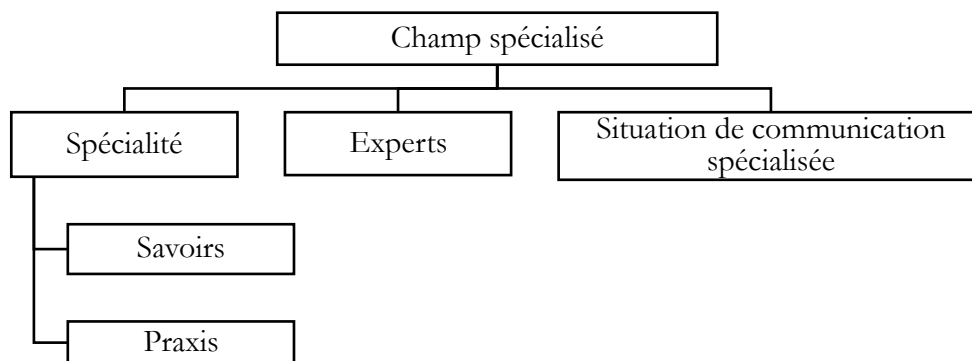 Champ spécialisé
Spécialité
Experts
Situation de communication
spécialisée
Savoirs
Praxis